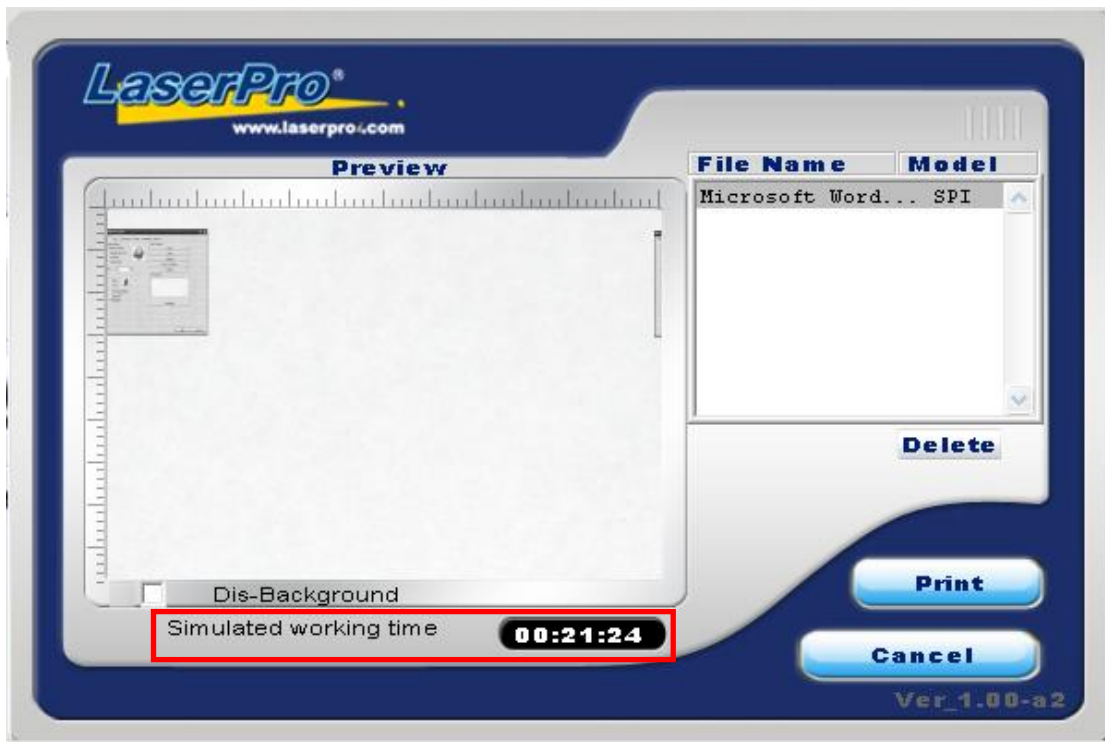 LaserPro®
www.laserpro.com
Preview
File Name Model
Microsoft Word... SPI
Delete
Dis-Background
Simulated working time 00:21:24
Print
Cancel
Ver_1.00-a2